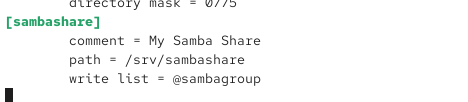 directory mask = 0775
[sambashare]
comment = My Samba Share
path = /srv/sambashare
write list = @sambagroup